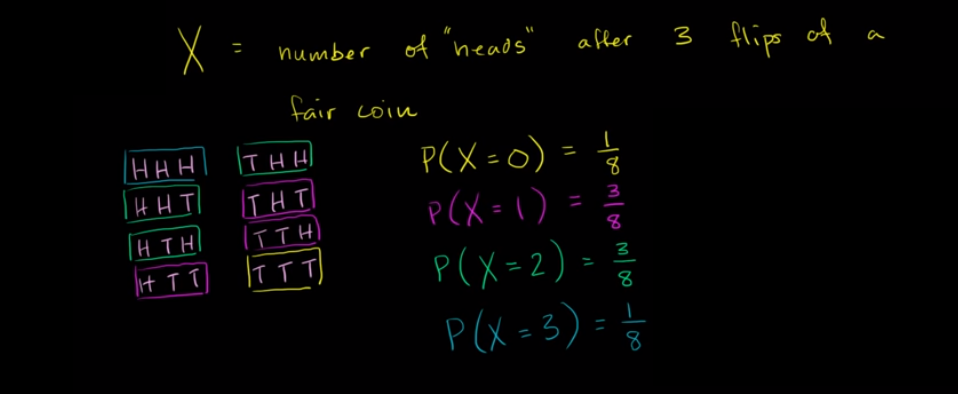 X = number of "heads" after 3 flips of a
fair coin
HHH THH
HHT THT
HTH TTH
HTT TTT
P(X=0) = 1/8
P(X=1) = 3/8
P(X=2) = 3/8
P(X=3) = 1/8